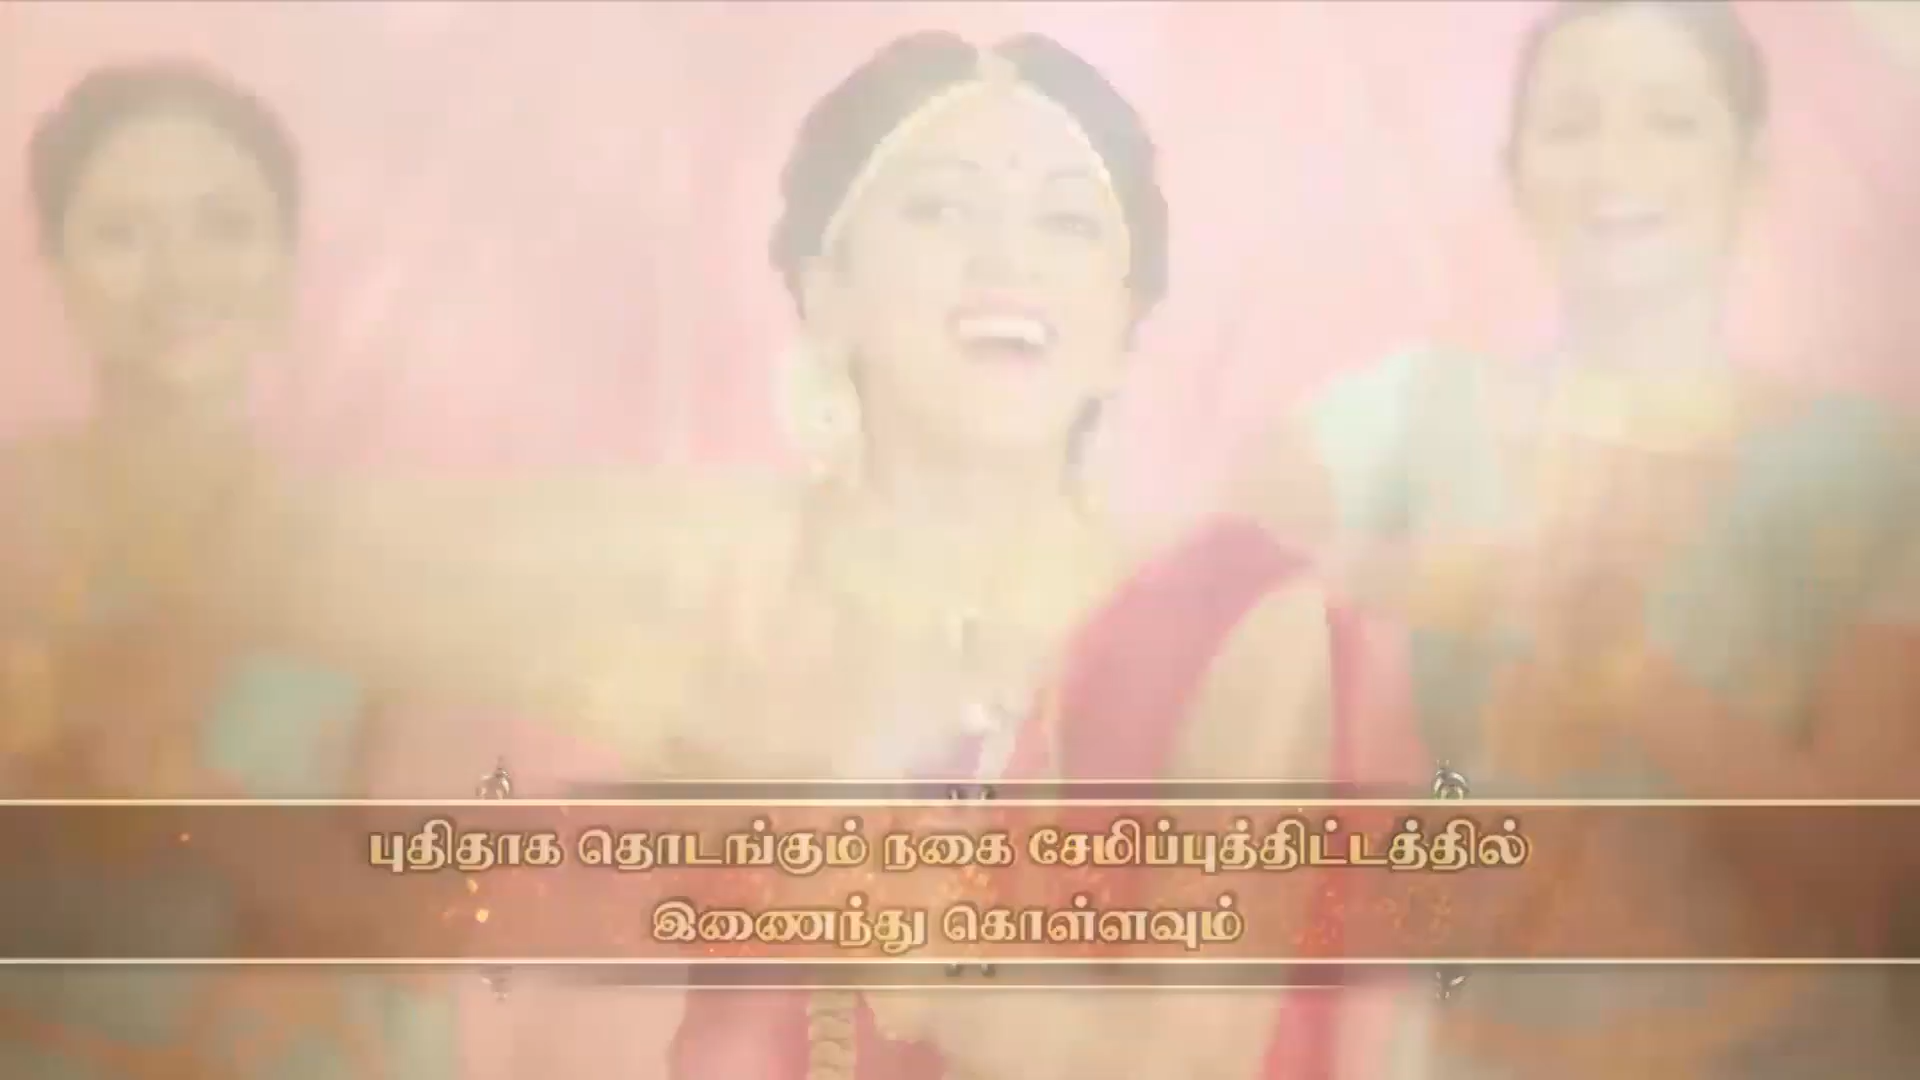 புதிதாக தொடங்கும் நகை சேமிப்புத்திட்டத்தில்
இணைந்து கொள்ளவும்